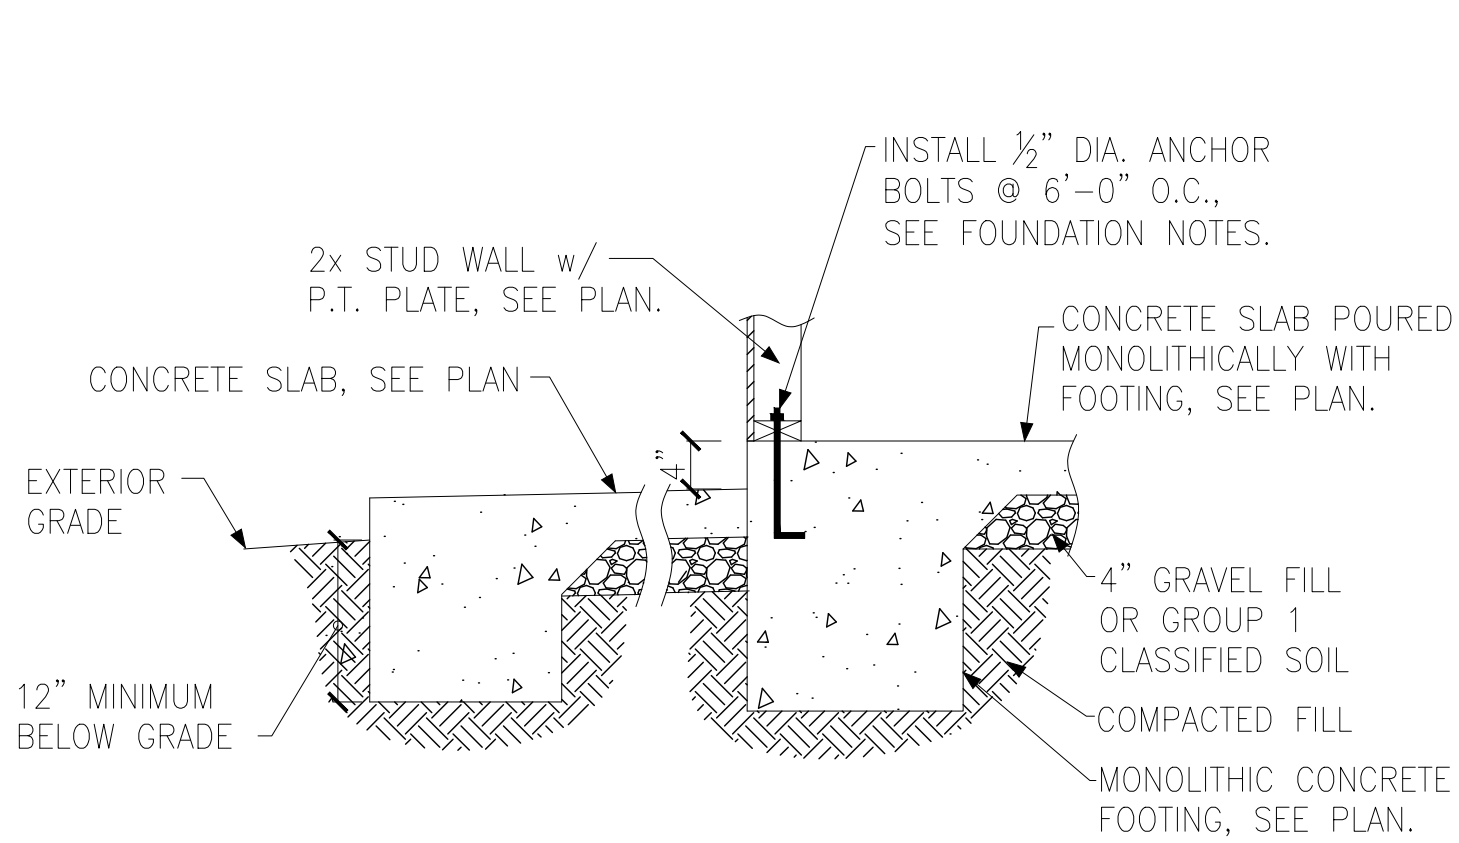 INSTALL ½” DIA. ANCHOR
BOLTS @ 6’-0” O.C.,
SEE FOUNDATION NOTES.
2x STUD WALL w/
P.T. PLATE, SEE PLAN.
CONCRETE SLAB POURED
MONOLITHICALLY WITH
FOOTING, SEE PLAN.
CONCRETE SLAB, SEE PLAN
4”
EXTERIOR
GRADE
4” GRAVEL FILL
OR GROUP 1
CLASSIFIED SOIL
12” MINIMUM
BELOW GRADE
COMPACTED FILL
MONOLITHIC CONCRETE
FOOTING, SEE PLAN.